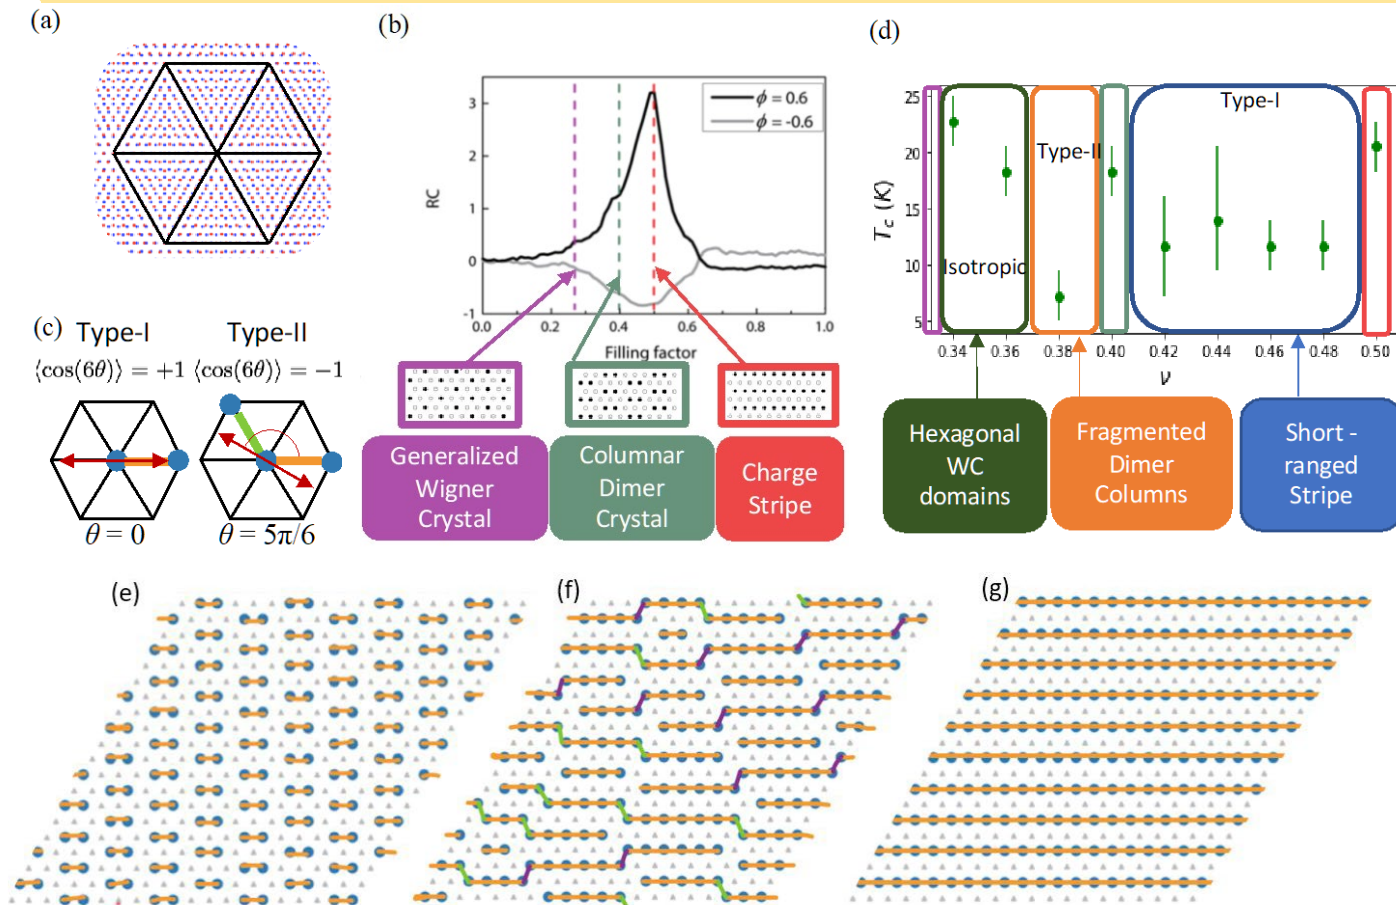 (a)
(b)
3
2
1
0
-1
RC
ϕ = 0.6
ϕ = -0.6
0.0
0.2
0.4
0.6
0.8
1.0
Filling factor
Generalized
Wigner
Crystal
Columnar
Dimer
Crystal
Charge
Stripe
(c)
Type-I
Type-II
⟨cos(6θ)⟩ = +1
⟨cos(6θ)⟩ = −1
θ = 0
θ = 5π/6
(d)
25
20
15
10
5
T_c (K)
Isotropic
Type-II
Type-I
0.34
0.36
0.38
0.40
0.42
0.44
0.46
0.48
0.50
ν
Hexagonal
WC
domains
Fragmented
Dimer
Columns
Short -
ranged
Stripe
(e)
(f)
(g)